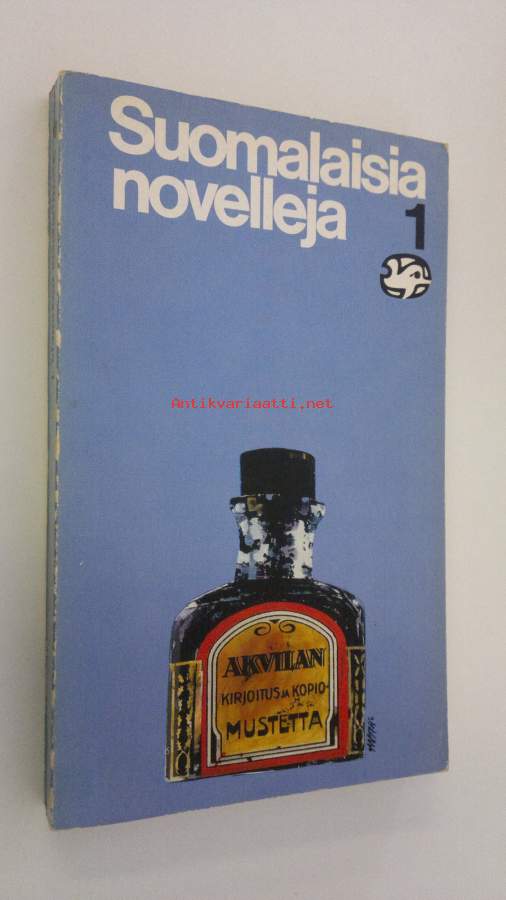 Suomalaisia
novelleja
1
Antikvariaatti.net
AKVILAN
KIRJOITUS JA KOPIO-
MUSTETTA